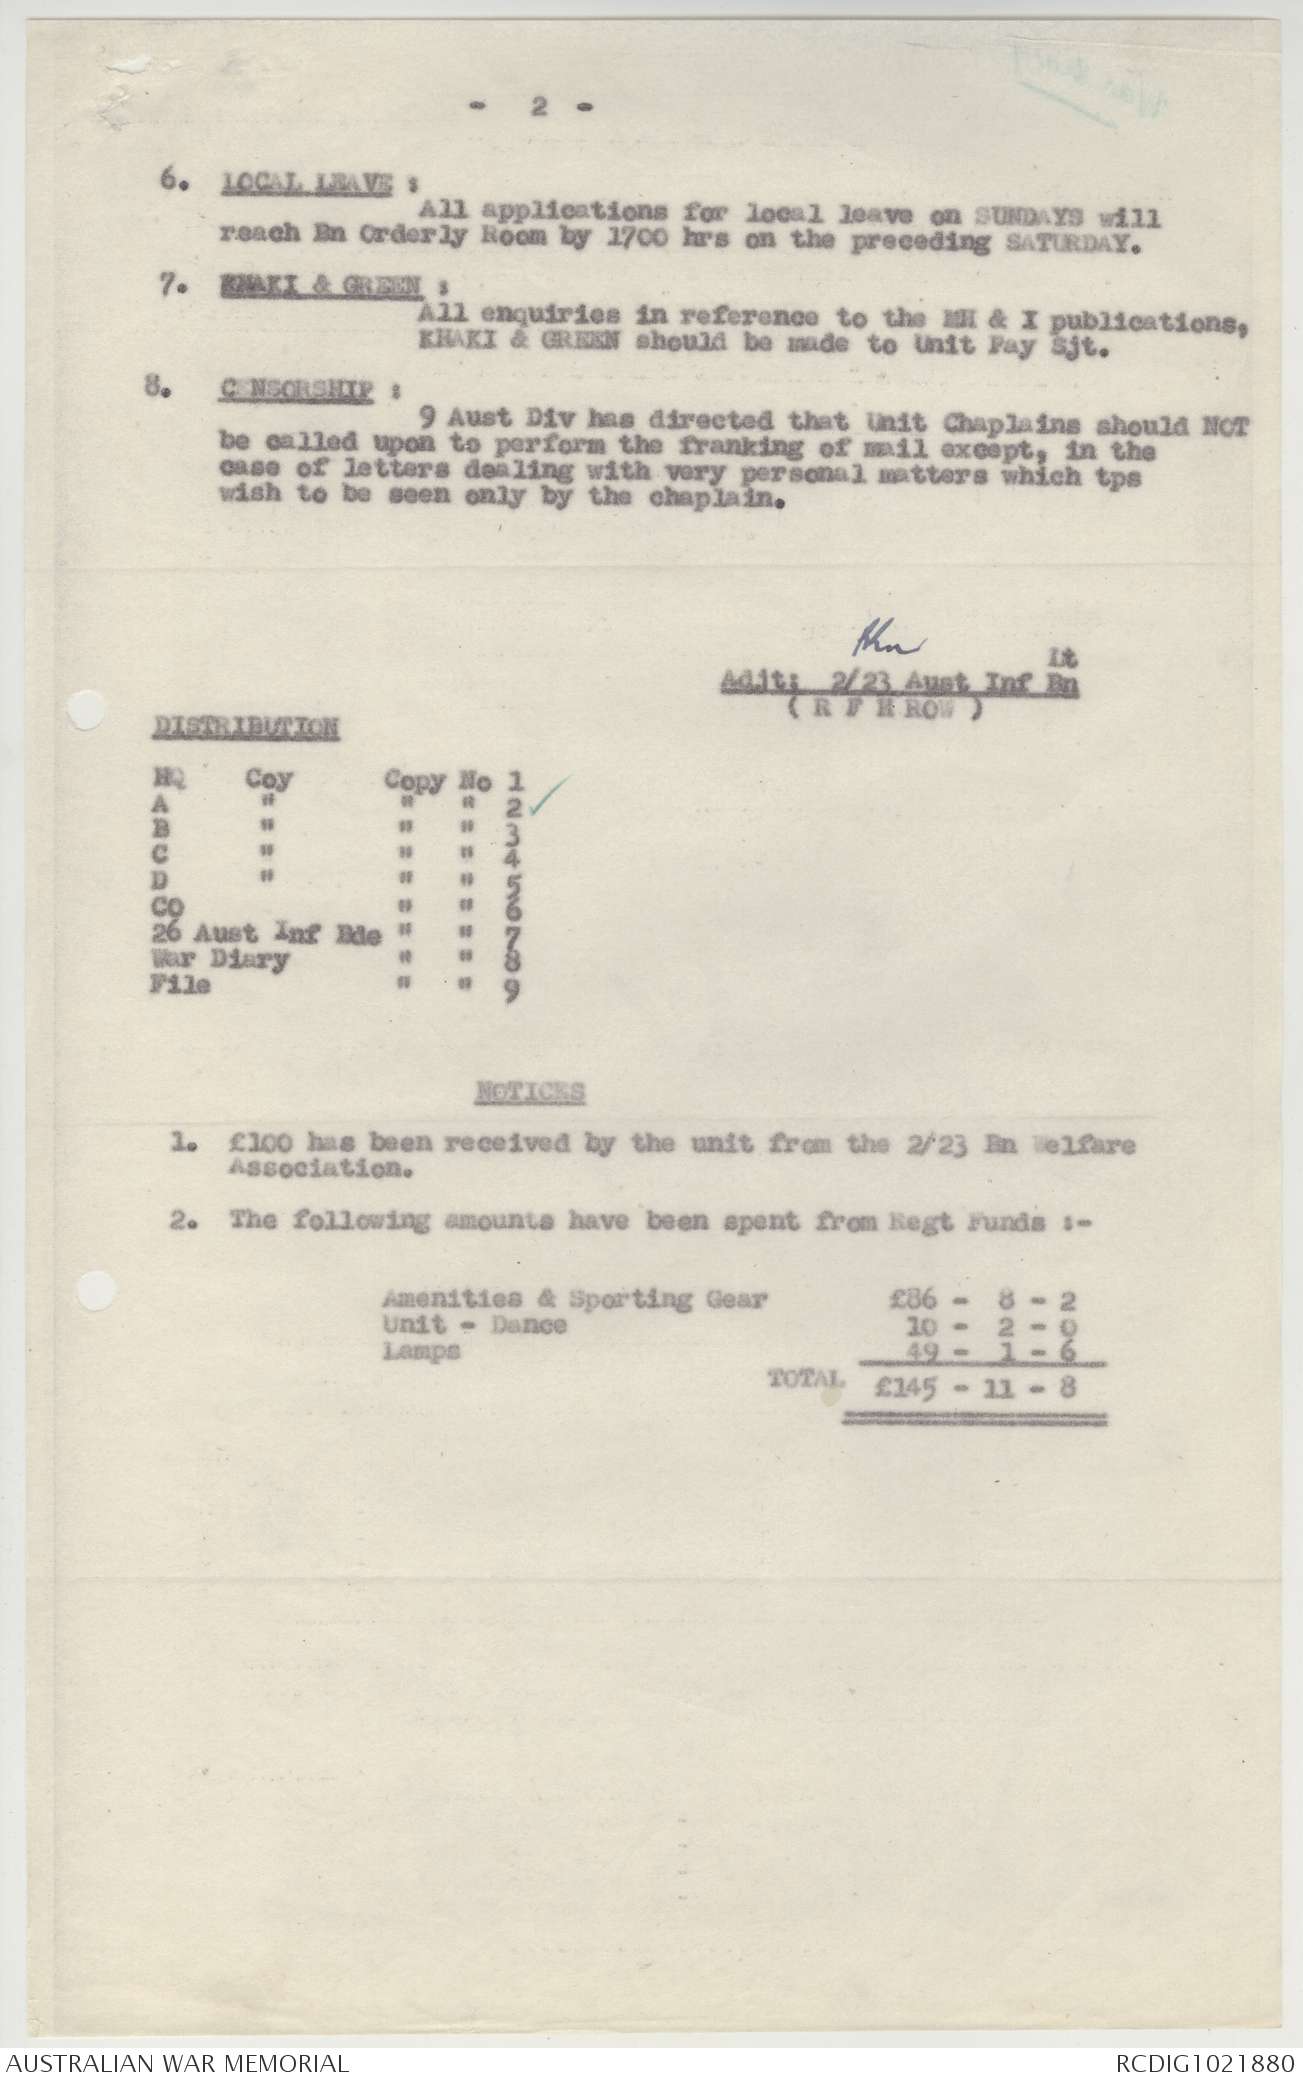 - 2 -
6. LOCAL LEAVE :
All applications for local leave on SUNDAYS will
reach Bn Orderly Room by 1700 hrs on the preceding SATURDAY.
7. KHAKI & GREEN :
All enquiries in reference to the MH & I publications,
KHAKI & GREEN should be made to Unit Pay Sjt.
8. CENSORSHIP :
9 Aust Div has directed that Unit Chaplains should NOT
be called upon to perform the franking of mail except, in the
case of letters dealing with very personal matters which tps
wish to be seen only by the chaplain.
Lt
Adjt: 2/23 Aust Inf Bn
( R F H ROW )
DISTRIBUTION
HQ Coy Copy No 1
A " " " 2 ✓
B " " " 3
C " " " 4
D " " " 5
CO " " 6
26 Aust Inf Bde " " 7
War Diary " " 8
File " " 9
NOTICES
1. £100 has been received by the unit from the 2/23 Bn Welfare
Association.
2. The following amounts have been spent from Regt Funds :-
Amenities & Sporting Gear £86 - 8 - 2
Unit - Dance 10 - 2 - 0
Lamps 49 - 1 - 6
TOTAL £145 - 11 - 8
AUSTRALIAN WAR MEMORIAL RCDIG1021880